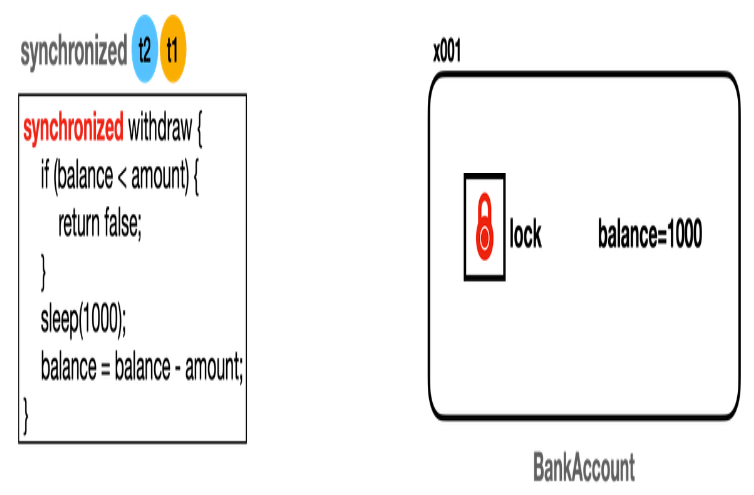 synchronized t2 t1
synchronized withdraw {
if (balance < amount) {
return false;
}
sleep(1000);
balance = balance - amount;
}
x001
lock
balance=1000
BankAccount